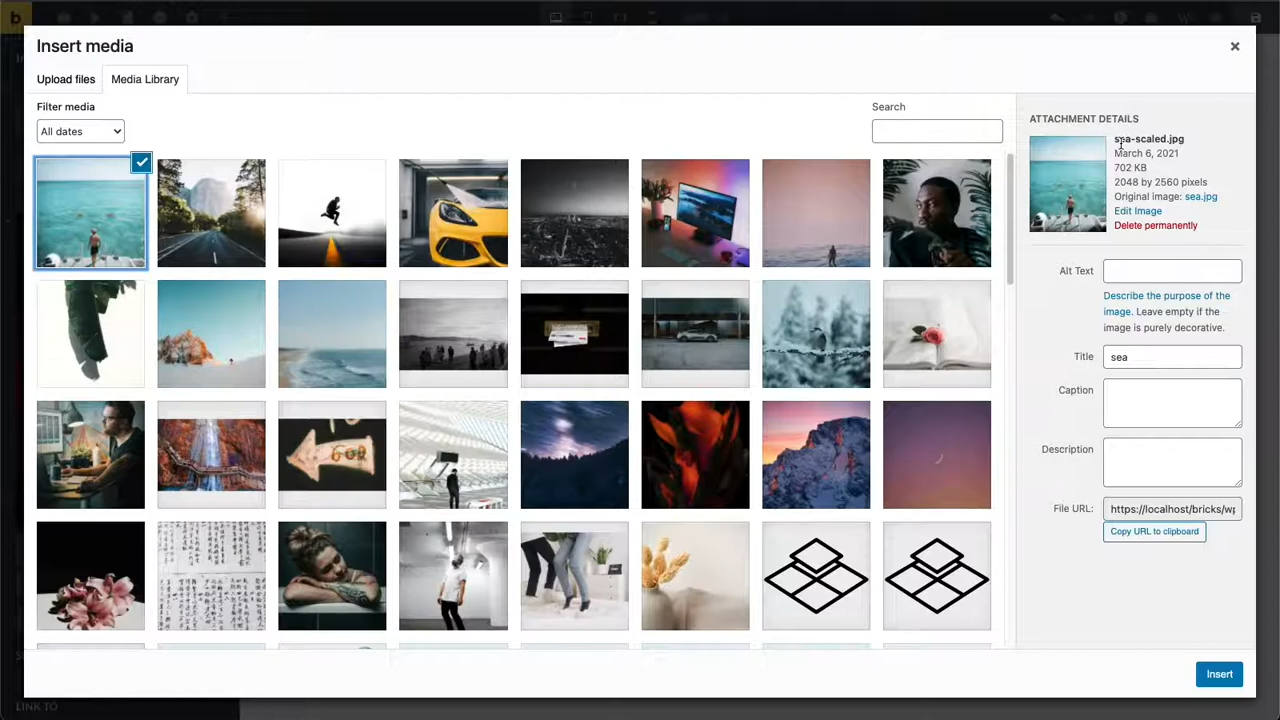 b
Insert media
Upload files
Media Library
Filter media
All dates
Search
ATTACHMENT DETAILS
sea-scaled.jpg
March 6, 2021
702 KB
2048 by 2560 pixels
Original image: sea.jpg
Edit Image
Delete permanently
Alt Text
Describe the purpose of the
image. Leave empty if the
image is purely decorative.
Title
sea
Caption
Description
File URL:
https://localhost/bricks/wp
Copy URL to clipboard
Insert
LINK TO